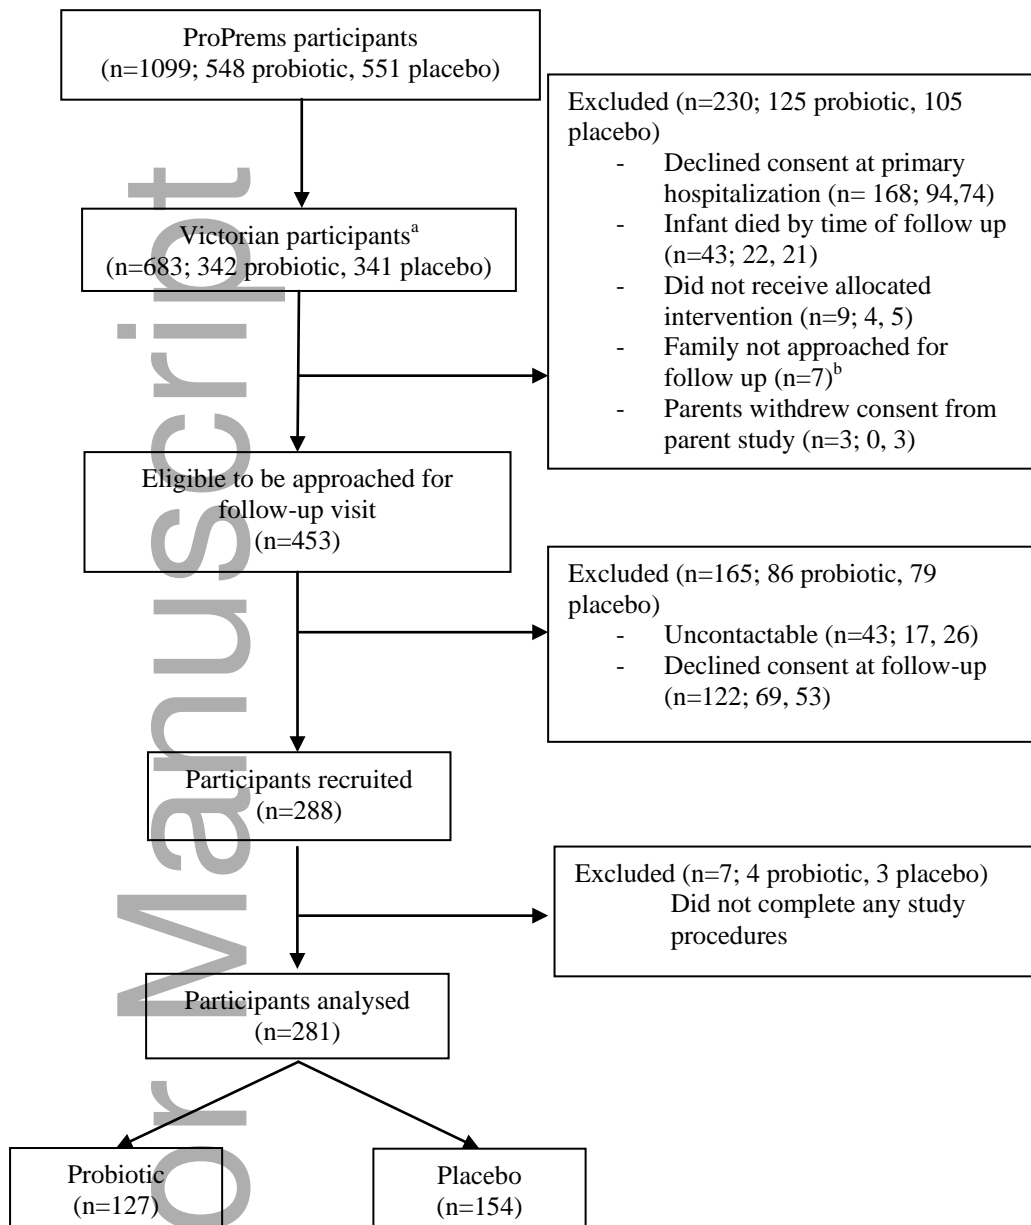 ProPrems participants
(n=1099; 548 probiotic, 551 placebo)
Excluded (n=230; 125 probiotic, 105
placebo)
- Declined consent at primary
hospitalization (n= 168; 94,74)
- Infant died by time of follow up
(n=43; 22, 21)
- Did not receive allocated
intervention (n=9; 4, 5)
- Family not approached for
follow up (n=7)b
- Parents withdrew consent from
parent study (n=3; 0, 3)
Victorian participantsa
(n=683; 342 probiotic, 341 placebo)
Eligible to be approached for
follow-up visit
(n=453)
Excluded (n=165; 86 probiotic, 79
placebo)
- Uncontactable (n=43; 17, 26)
- Declined consent at follow-up
(n=122; 69, 53)
Participants recruited
(n=288)
Excluded (n=7; 4 probiotic, 3 placebo)
Did not complete any study
procedures
Participants analysed
(n=281)
Probiotic
(n=127)
Placebo
(n=154)
or Manuscript